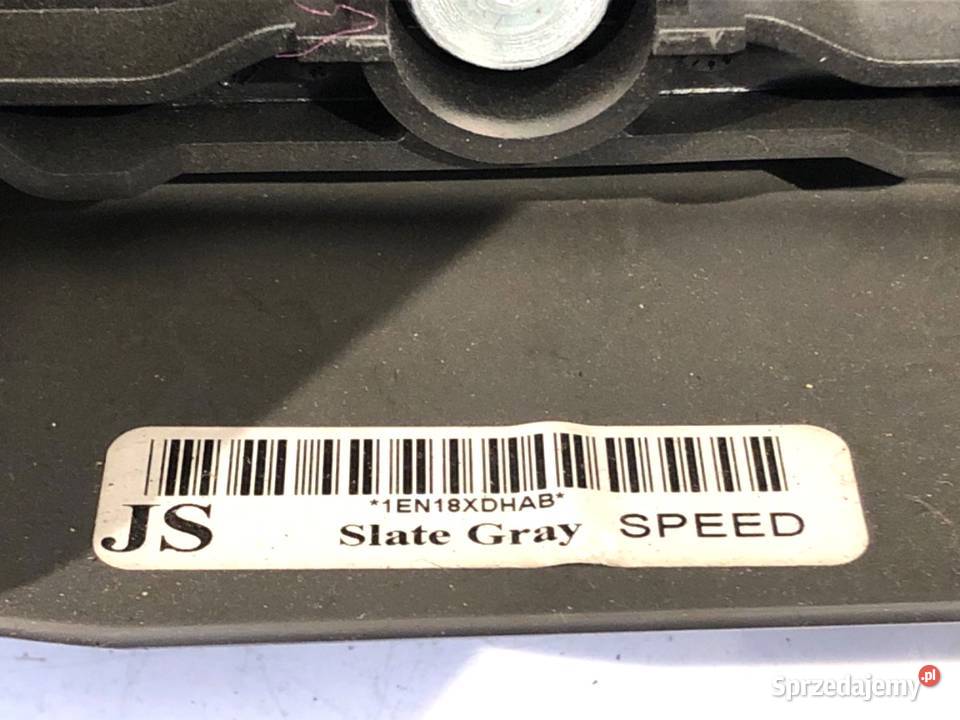 *1EN18XDHAB*
JS Slate Gray SPEED
Sprzedajemy.pl